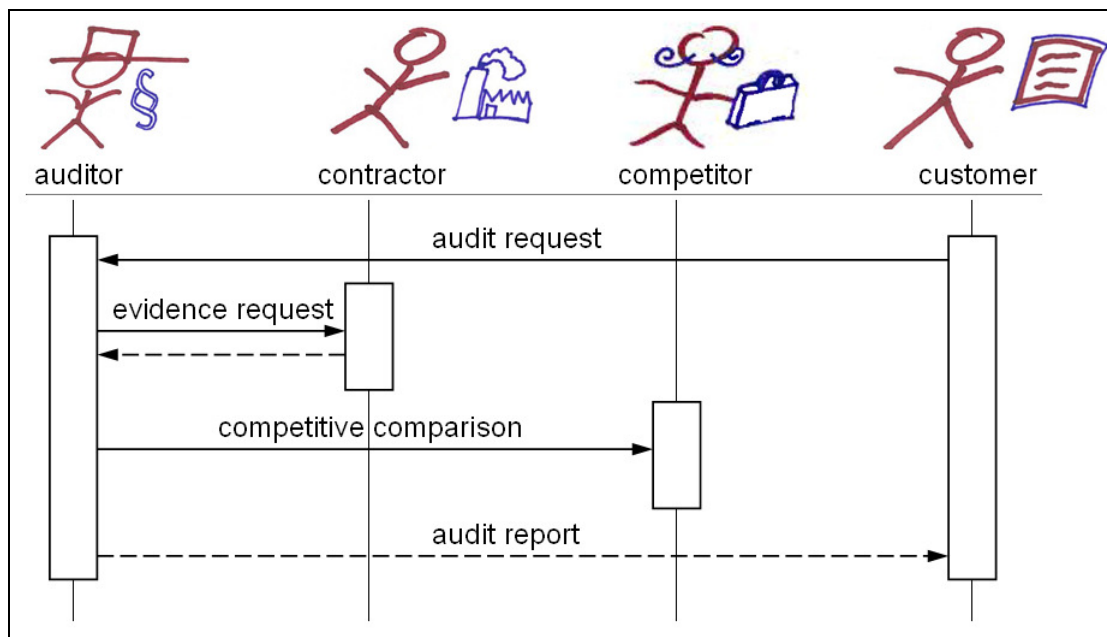 §
auditor
contractor
competitor
customer
audit request
evidence request
competitive comparison
audit report